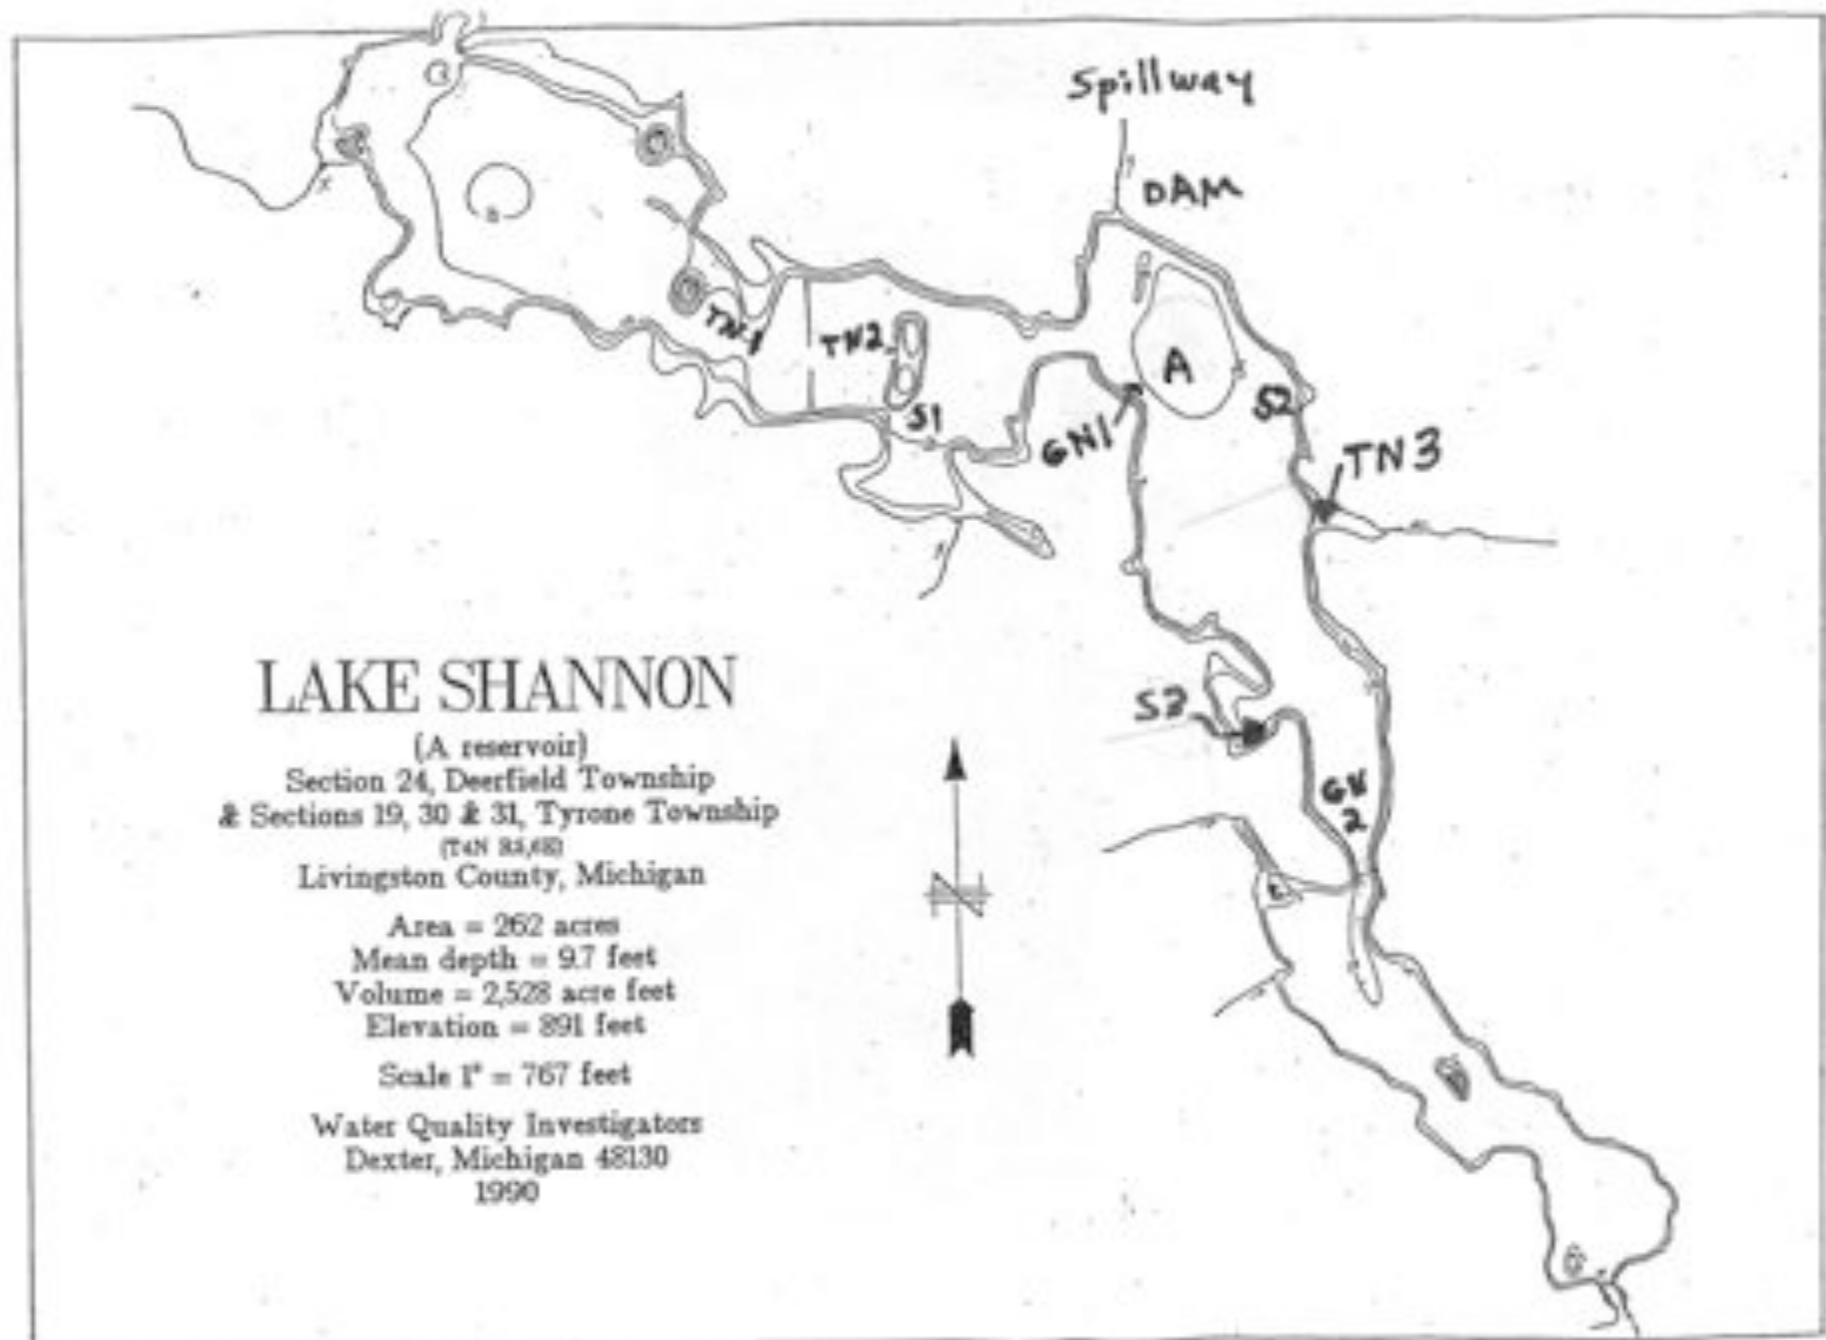 Spillway
DAM
TN-1
TN2
S1
A
S2
GN1
TN3
LAKE SHANNON
(A reservoir)
Section 24, Deerfield Township
& Sections 19, 30 & 31, Tyrone Township
Livingston County, Michigan
Area = 262 acres
Mean depth = 9.7 feet
Volume = 2,528 acre feet
Elevation = 891 feet
Scale 1" = 767 feet
Water Quality Investigators
Dexter, Michigan 48130
1990
S3
GN
2
N